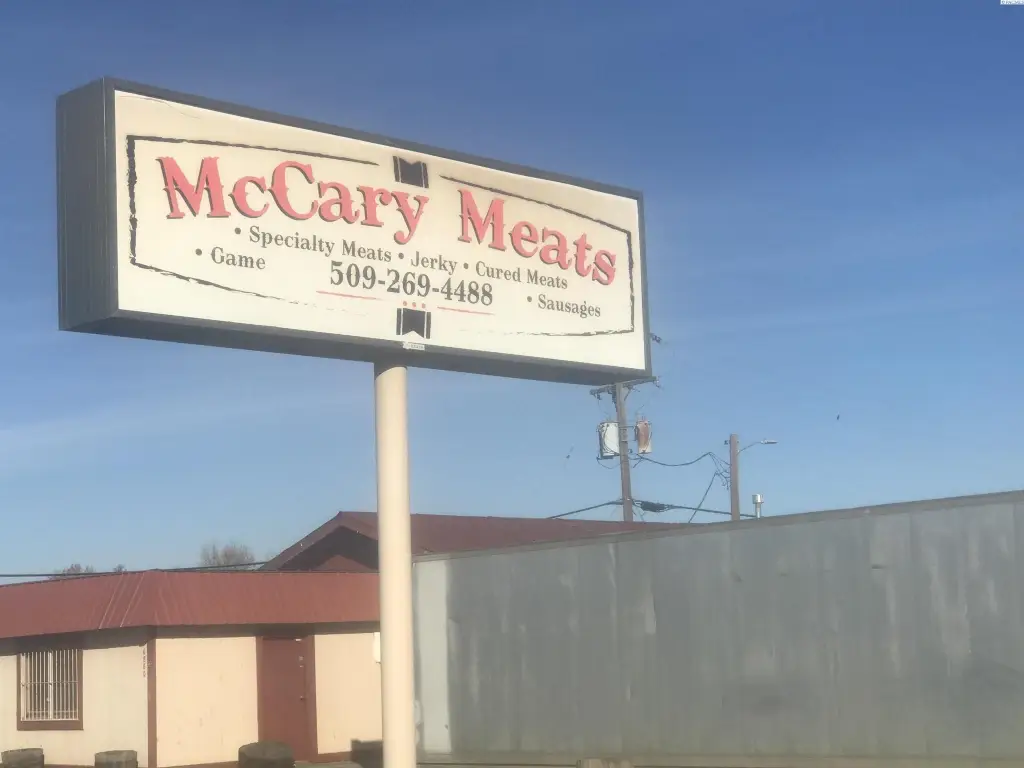 McCary Meats
• Specialty Meats • Jerky • Cured Meats
• Game
509-269-4488
• Sausages